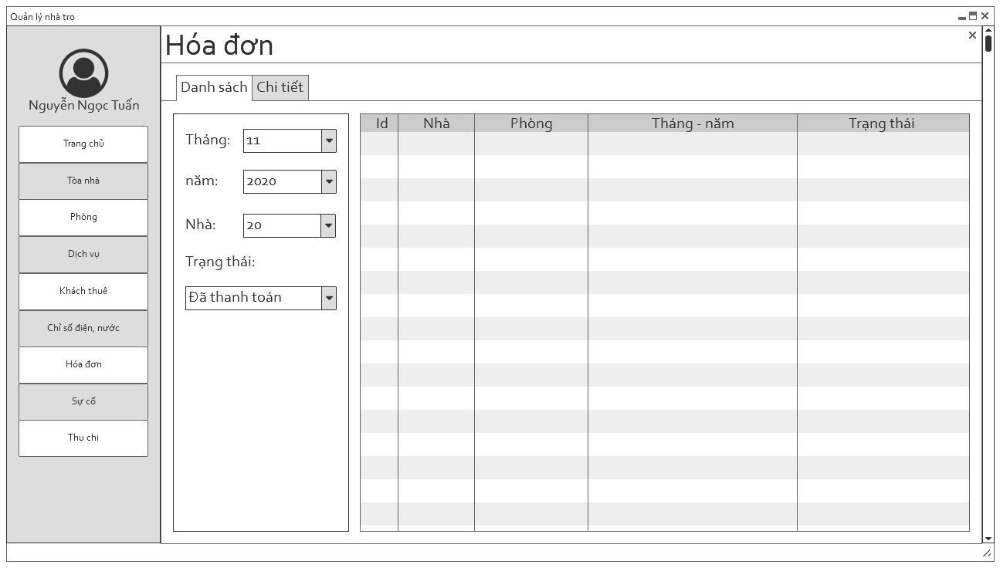 Quản lý nhà trọ
Nguyễn Ngọc Tuấn
Trang chủ
Tòa nhà
Phòng
Dịch vụ
Khách thuê
Chỉ số điện, nước
Hóa đơn
Sự cố
Thu chi
Hóa đơn
Danh sách Chi tiết
Tháng: 11
năm: 2020
Nhà: 20
Trạng thái:
Đã thanh toán
Id Nhà Phòng Tháng - năm Trạng thái